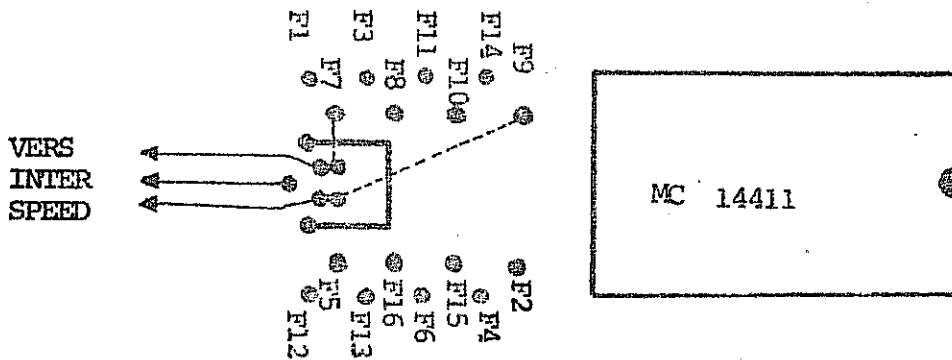 F1
F3
F11
F14
F7
F8
F10
F9
VERS
INTER
SPEED
MC 14411
F5
F16
F15
F2
F12
F13
F6
F4